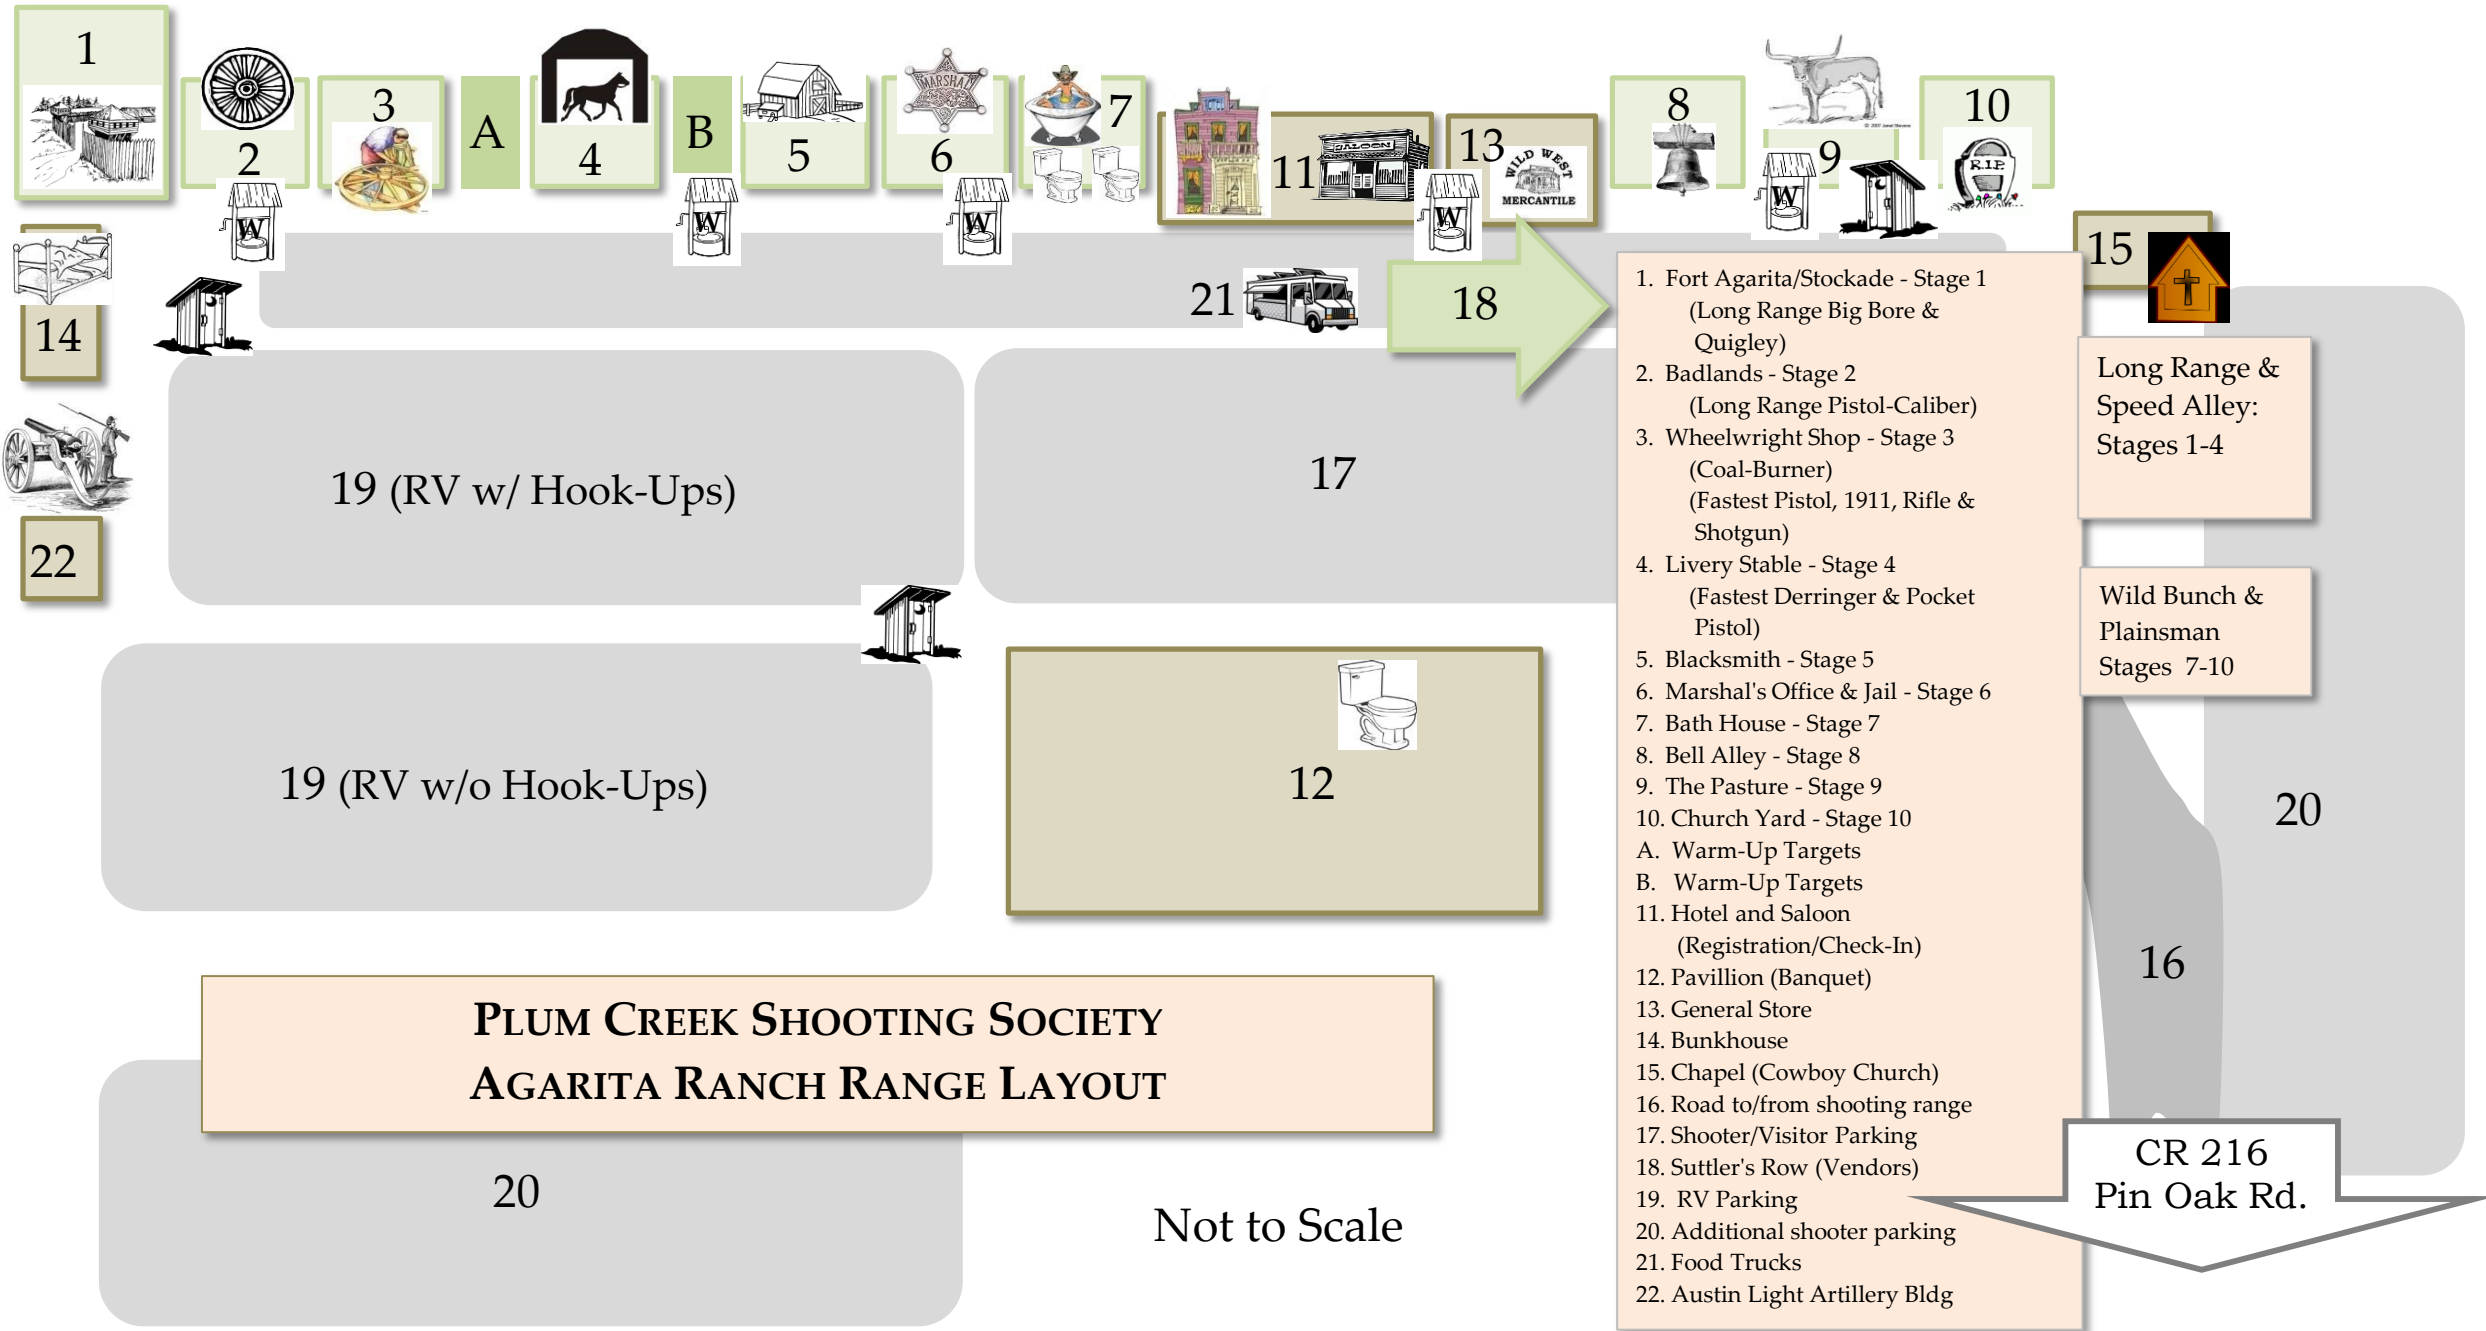 1
2
3
A
4
B
5
MARSHAL
6
7
11
SALOON
13
WILD WEST
MERCANTILE
8
© 2007 Janet Stevens
9
10
R.I.P.
W
W
W
W
W
14
22
21
18
15
19 (RV w/ Hook-Ups)
17
19 (RV w/o Hook-Ups)
12
PLUM CREEK SHOOTING SOCIETY
AGARITA RANCH RANGE LAYOUT
20
Not to Scale
1. Fort Agarita/Stockade - Stage 1
(Long Range Big Bore &
Quigley)
2. Badlands - Stage 2
(Long Range Pistol-Caliber)
3. Wheelwright Shop - Stage 3
(Coal-Burner)
(Fastest Pistol, 1911, Rifle &
Shotgun)
4. Livery Stable - Stage 4
(Fastest Derringer & Pocket
Pistol)
5. Blacksmith - Stage 5
6. Marshal's Office & Jail - Stage 6
7. Bath House - Stage 7
8. Bell Alley - Stage 8
9. The Pasture - Stage 9
10. Church Yard - Stage 10
A. Warm-Up Targets
B. Warm-Up Targets
11. Hotel and Saloon
(Registration/Check-In)
12. Pavillion (Banquet)
13. General Store
14. Bunkhouse
15. Chapel (Cowboy Church)
16. Road to/from shooting range
17. Shooter/Visitor Parking
18. Suttler's Row (Vendors)
19. RV Parking
20. Additional shooter parking
21. Food Trucks
22. Austin Light Artillery Bldg
Long Range &
Speed Alley:
Stages 1-4
Wild Bunch &
Plainsman
Stages 7-10
20
16
CR 216
Pin Oak Rd.